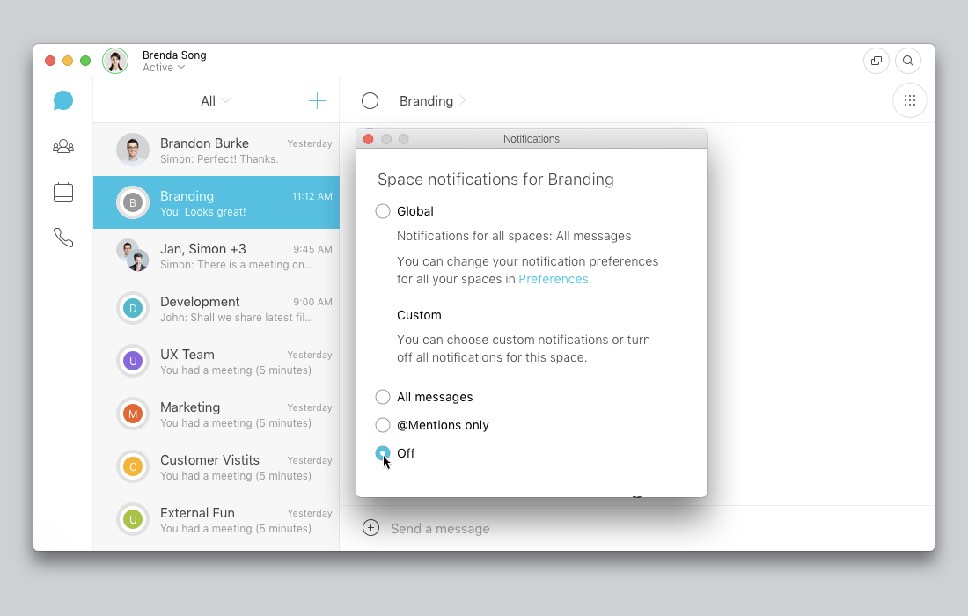 Brenda Song
Active
All
Branding
Brandon Burke
Yesterday
Simon: Perfect! Thanks.
B
Branding
11:12 AM
You: Looks great!
Jan, Simon +3
9:45 AM
Simon: There is a meeting on...
D
Development
9:00 AM
John: Shall we share latest fil...
U
UX Team
Yesterday
You had a meeting (5 minutes)
M
Marketing
Yesterday
You had a meeting (5 minutes)
C
Customer Vistits
Yesterday
You had a meeting (5 minutes)
U
External Fun
Yesterday
You had a meeting (5 minutes)
Notifications
Space notifications for Branding
Global
Notifications for all spaces: All messages
You can change your notification preferences
for all your spaces in Preferences.
Custom
You can choose custom notifications or turn
off all notifications for this space.
All messages
@Mentions only
Off
Send a message